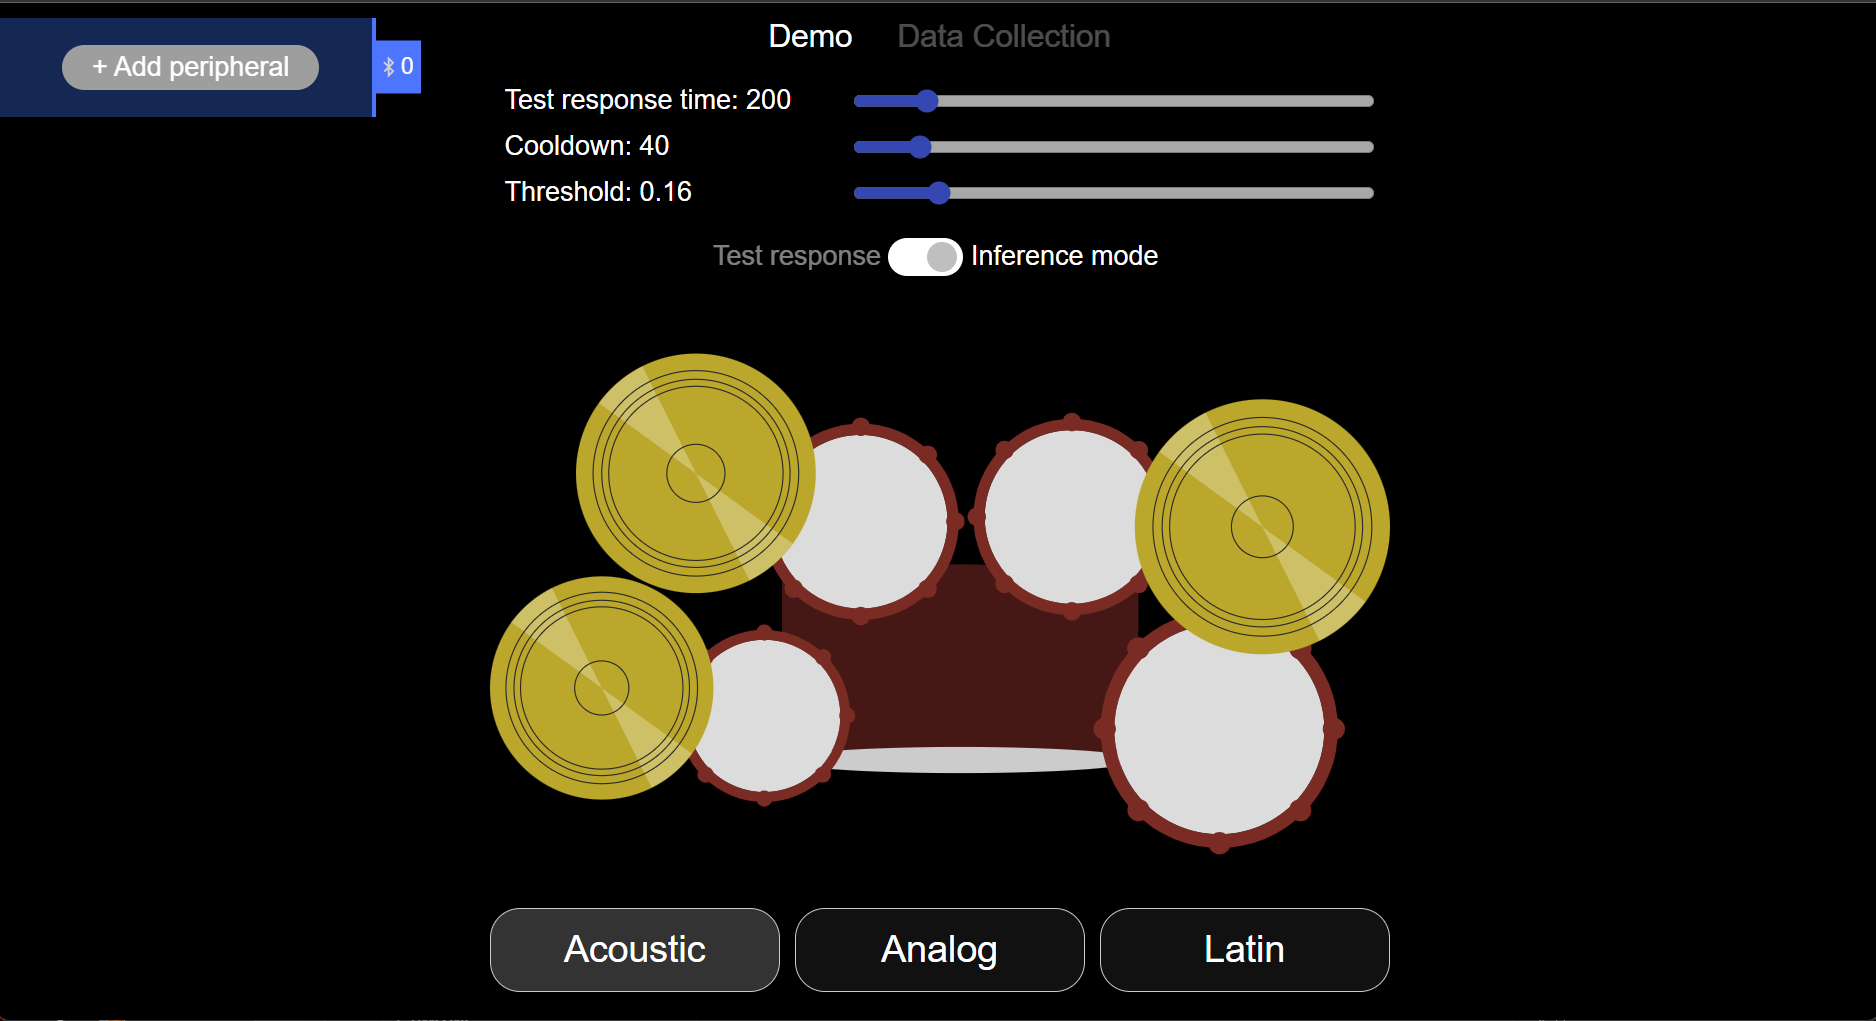 Demo Data Collection
+ Add peripheral
0
Test response time: 200
Cooldown: 40
Threshold: 0.16
Test response Inference mode
Acoustic Analog Latin